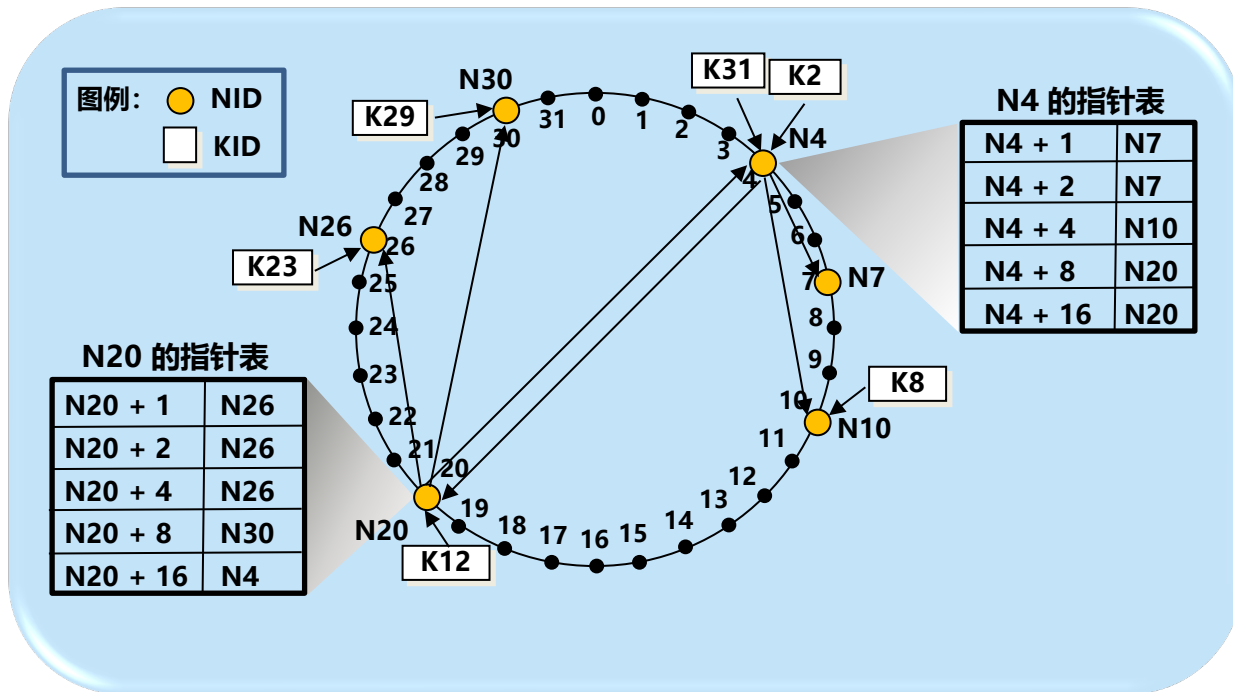 图例： NID
KID
K29
N30
K31
K2
N4
N4 的指针表
N4 + 1 N7
N4 + 2 N7
N4 + 4 N10
N4 + 8 N20
N4 + 16 N20
N26
K23
N7
K8
N10
N20
K12
N20 的指针表
N20 + 1 N26
N20 + 2 N26
N20 + 4 N26
N20 + 8 N30
N20 + 16 N4
0
1
2
3
4
5
6
7
8
9
10
11
12
13
14
15
16
17
18
19
20
21
22
23
24
25
26
27
28
29
30
31